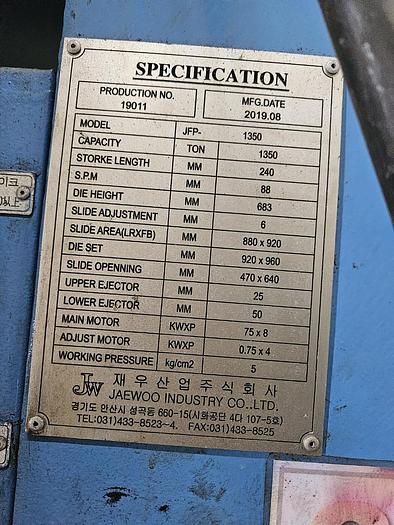 SPECIFICATION
PRODUCTION NO. 19011
MFG.DATE 2019.08
MODEL JFP- 1350
CAPACITY TON 1350
STORKE LENGTH MM 240
S.P.M MM 88
DIE HEIGHT MM 683
SLIDE ADJUSTMENT MM 6
SLIDE AREA(LRXFB) MM 880 x 920
DIE SET MM 920 x 960
SLIDE OPENNING MM 470 x 640
UPPER EJECTOR MM 25
LOWER EJECTOR MM 50
MAIN MOTOR KWXP 75 x 8
ADJUST MOTOR KWXP 0.75 x 4
WORKING PRESSURE kg/cm2 5
JW 재우산업주식회사
JAEWOO INDUSTRY CO.,LTD.
경기도 안산시 성곡동 660-15(시화공단 4다 107-5호)
TEL:031)433-8523~4. FAX:031)433-8525